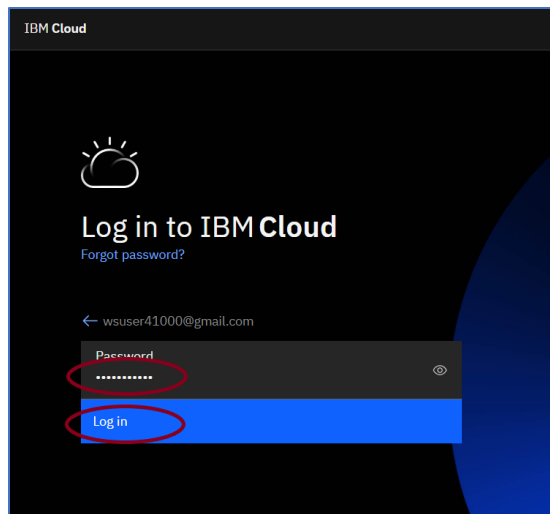 IBM Cloud
Log in to IBM Cloud
Forgot password?
← wsuser41000@gmail.com
Password
•••••••••••
Log in